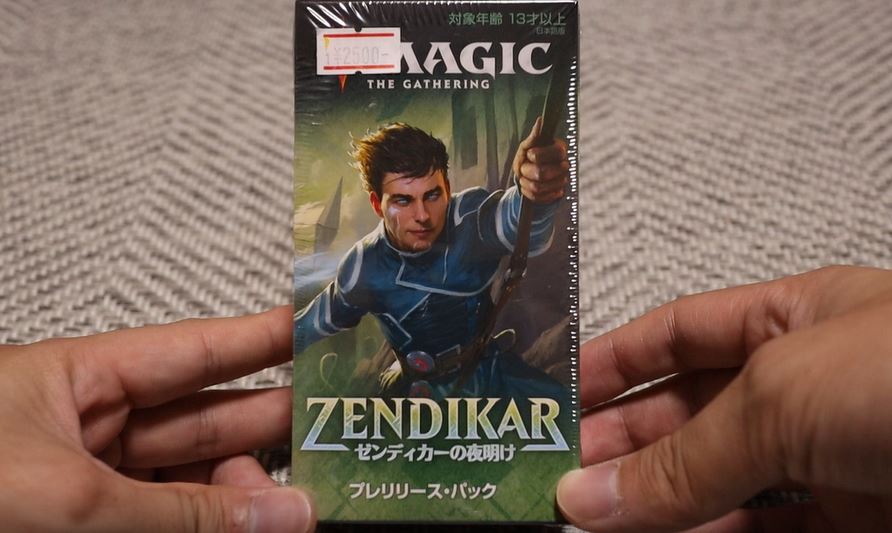 対象年齢 13才以上
日本語版
¥2500-
MAGIC
THE GATHERING
ZENDIKAR
ゼンディカーの夜明け
プレリリース・パック